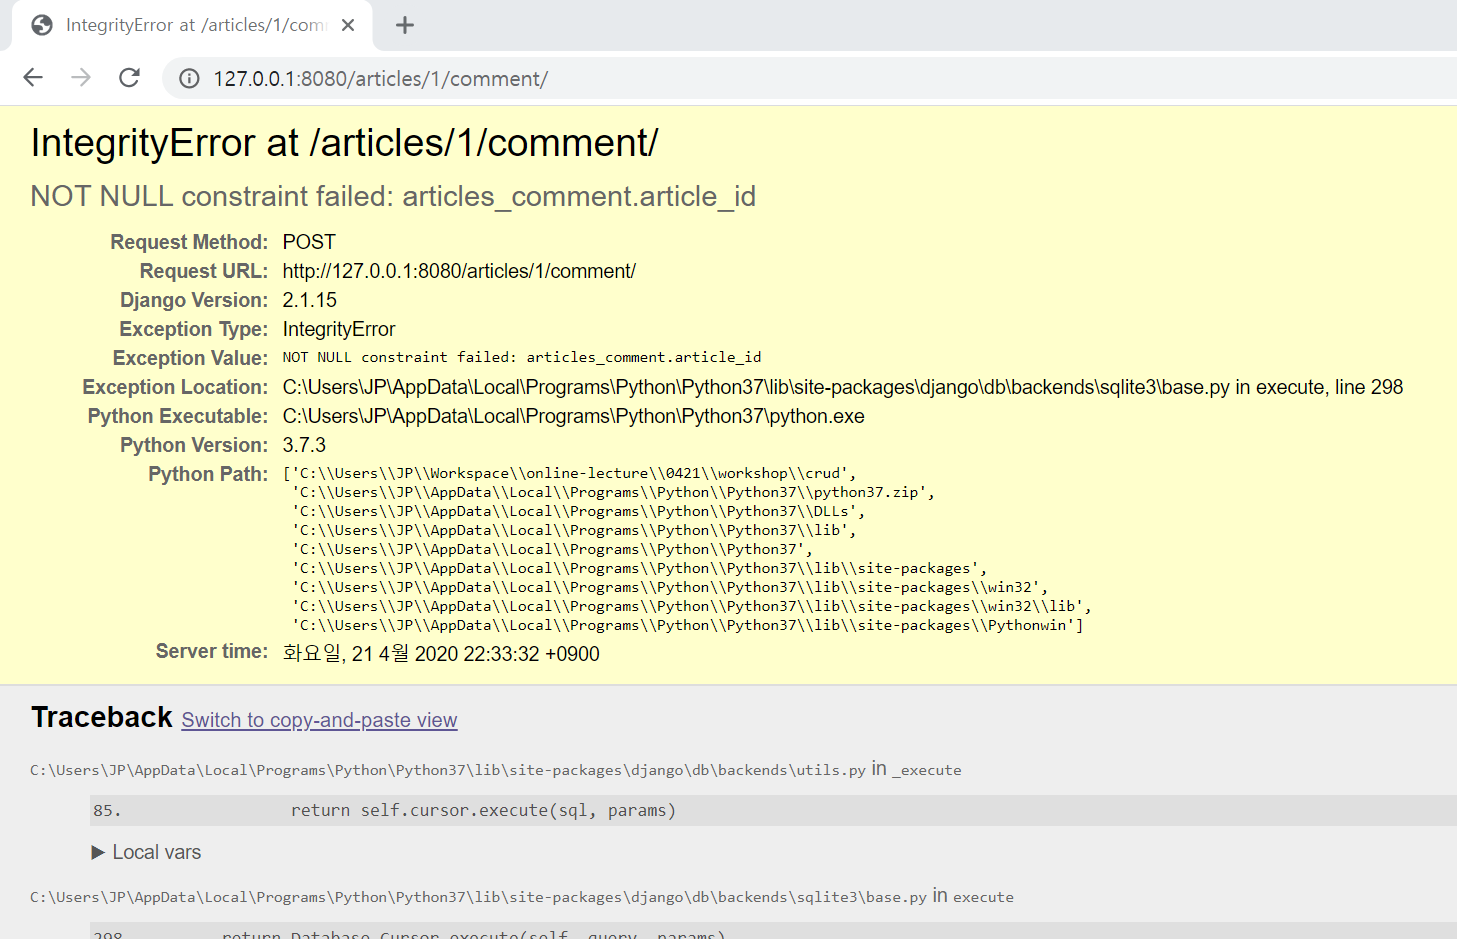 IntegrityError at /articles/1/com
127.0.0.1:8080/articles/1/comment/
IntegrityError at /articles/1/comment/
NOT NULL constraint failed: articles_comment.article_id
Request Method: POST
Request URL: http://127.0.0.1:8080/articles/1/comment/
Django Version: 2.1.15
Exception Type: IntegrityError
Exception Value: NOT NULL constraint failed: articles_comment.article_id
Exception Location: C:\Users\JP\AppData\Local\Programs\Python\Python37\lib\site-packages\django\db\backends\sqlite3\base.py in execute, line 298
Python Executable: C:\Users\JP\AppData\Local\Programs\Python\Python37\python.exe
Python Version: 3.7.3
Python Path: ['C:\\Users\\JP\\Workspace\\online-lecture\\0421\\workshop\\crud',
'C:\\Users\\JP\\AppData\\Local\\Programs\\Python\\Python37\\python37.zip',
'C:\\Users\\JP\\AppData\\Local\\Programs\\Python\\Python37\\DLLs',
'C:\\Users\\JP\\AppData\\Local\\Programs\\Python\\Python37\\lib',
'C:\\Users\\JP\\AppData\\Local\\Programs\\Python\\Python37',
'C:\\Users\\JP\\AppData\\Local\\Programs\\Python\\Python37\\lib\\site-packages',
'C:\\Users\\JP\\AppData\\Local\\Programs\\Python\\Python37\\lib\\site-packages\\win32',
'C:\\Users\\JP\\AppData\\Local\\Programs\\Python\\Python37\\lib\\site-packages\\win32\\lib',
'C:\\Users\\JP\\AppData\\Local\\Programs\\Python\\Python37\\lib\\site-packages\\Pythonwin']
Server time: 화요일, 21 4월 2020 22:33:32 +0900
Traceback Switch to copy-and-paste view
C:\Users\JP\AppData\Local\Programs\Python\Python37\lib\site-packages\django\db\backends\utils.py in _execute
85. return self.cursor.execute(sql, params)
▶ Local vars
C:\Users\JP\AppData\Local\Programs\Python\Python37\lib\site-packages\django\db\backends\sqlite3\base.py in execute
298. return Database.Cursor.execute(self, query, params)